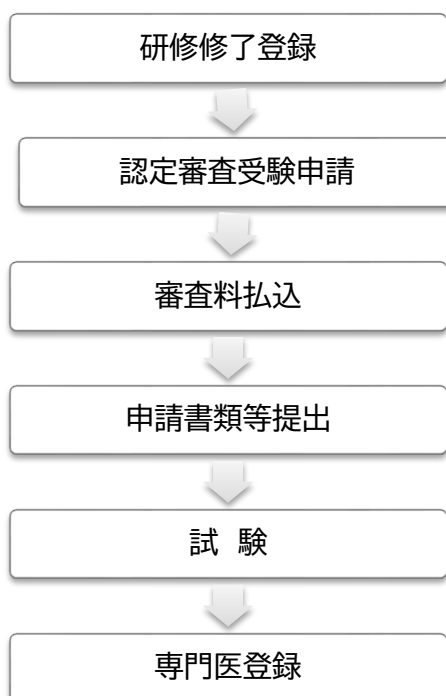 研修修了登録
認定審査受験申請
審査料払込
申請書類等提出
試 験
専門医登録